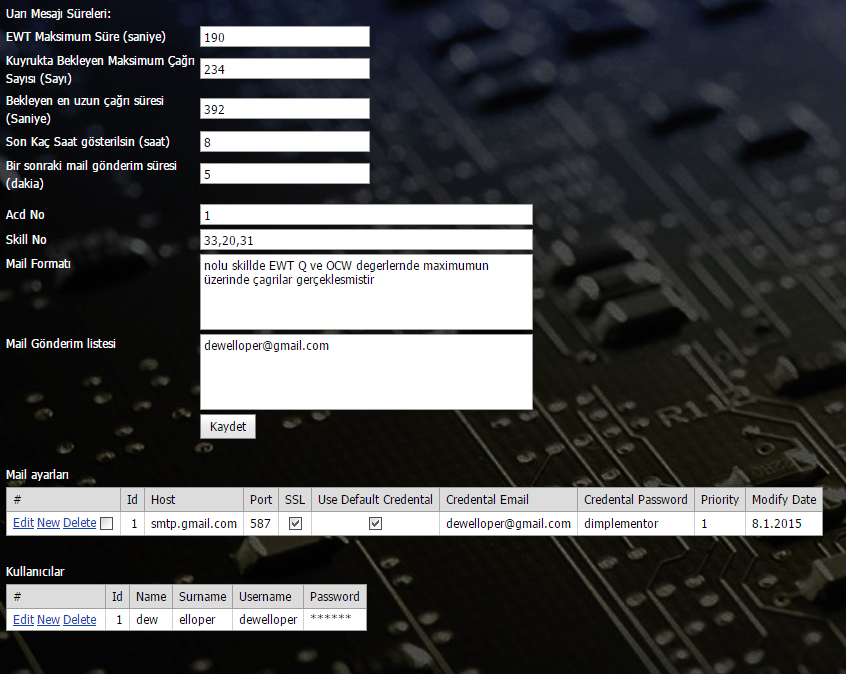 Uarı Mesajı Süreleri:
EWT Maksimum Süre (saniye) 190
Kuyrukta Bekleyen Maksimum Çağrı
Sayısı (Sayı) 234
Bekleyen en uzun çağrı süresi
(Saniye) 392
Son Kaç Saat gösterilsin (saat) 8
Bir sonraki mail gönderim süresi
(dakia) 5
Acd No 1
Skill No 33,20,31
Mail Formatı nolu skillde EWT Q ve OCW degerlernde maximumun
üzerinde çagrilar gerçeklesmistir
Mail Gönderim listesi dewelloper@gmail.com
Kaydet
Mail ayarları
# Id Host Port SSL Use Default Credental Credental Email Credental Password Priority Modify Date
Edit New Delete 1 smtp.gmail.com 587 dewelloper@gmail.com dimplementor 1 8.1.2015
Kullanıcılar
# Id Name Surname Username Password
Edit New Delete 1 dew elloper dewelloper ******
R112